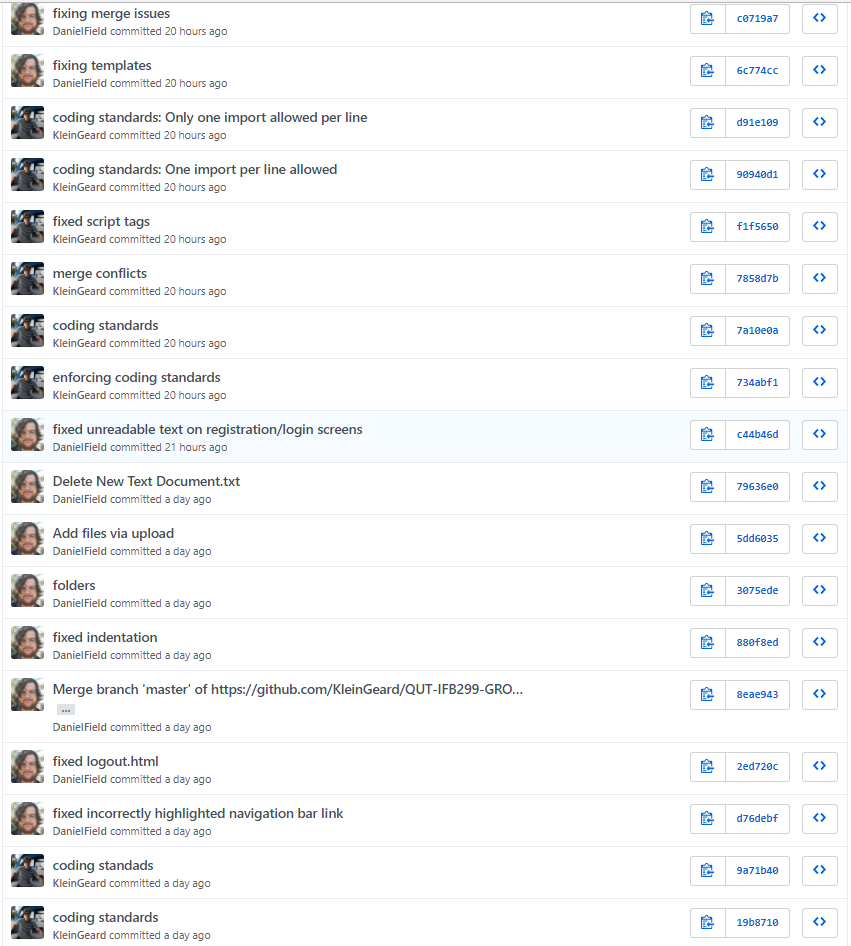 fixing merge issues
DanielField committed 20 hours ago
c0719a7
fixing templates
DanielField committed 20 hours ago
6c774cc
coding standards: Only one import allowed per line
KleinGeard committed 20 hours ago
d91e109
coding standards: One import per line allowed
KleinGeard committed 20 hours ago
90940d1
fixed script tags
KleinGeard committed 20 hours ago
f1f5650
merge conflicts
KleinGeard committed 20 hours ago
7858d7b
coding standards
KleinGeard committed 20 hours ago
7a10e0a
enforcing coding standards
KleinGeard committed 20 hours ago
734abf1
fixed unreadable text on registration/login screens
DanielField committed 21 hours ago
c44b46d
Delete New Text Document.txt
DanielField committed a day ago
79636e0
Add files via upload
DanielField committed a day ago
5dd6035
folders
DanielField committed a day ago
3075ede
fixed indentation
DanielField committed a day ago
880f8ed
Merge branch 'master' of https://github.com/KleinGeard/QUT-IFB299-GRO...
...
DanielField committed a day ago
8eae943
fixed logout.html
DanielField committed a day ago
2ed720c
fixed incorrectly highlighted navigation bar link
DanielField committed a day ago
d76debf
coding standads
KleinGeard committed a day ago
9a71b40
coding standards
KleinGeard committed a day ago
19b8710